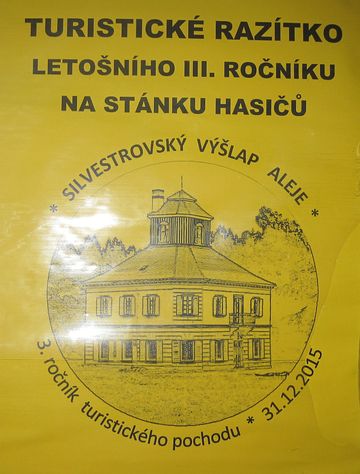 TURISTICKÉ RAZÍTKO
LETOŠNÍHO III. ROČNÍKU
NA STÁNKU HASIČŮ
* SILVESTROVSKÝ VÝŠLAP ALEJE *
3. ročník turistického pochodu * 31.12.2015